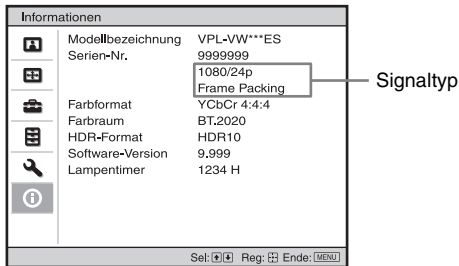 Informationen
Modellbezeichnung VPL-VW***ES
Serien-Nr. 9999999
1080/24p
Frame Packing
Signaltyp
Farbformat YCbCr 4:4:4
Farbraum BT.2020
HDR-Format HDR10
Software-Version 9.999
Lampentimer 1234 H
Sel: Reg: Ende: MENU